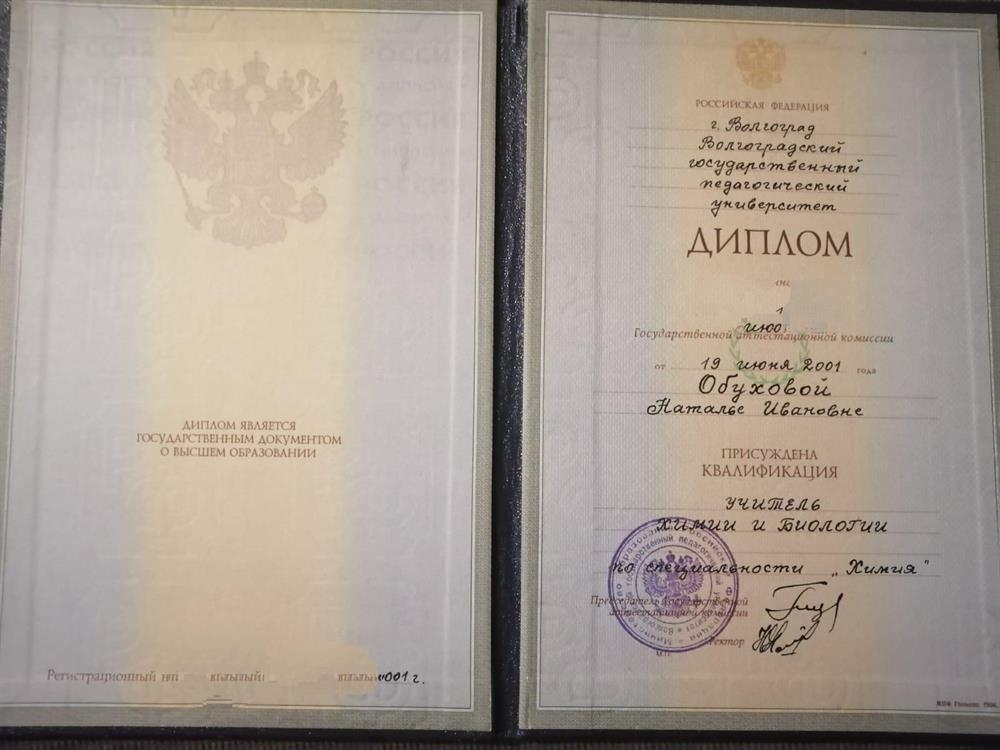 ДИПЛОМ ЯВЛЯЕТСЯ
ГОСУДАРСТВЕННЫМ ДОКУМЕНТОМ
О ВЫСШЕМ ОБРАЗОВАНИИ
Регистрационный
001 г.
РОССИЙСКАЯ ФЕДЕРАЦИЯ
г. Волгоград
Волгоградский
государственный
педагогический
университет
ДИПЛОМ
Государственной аттестационной комиссии
от 19 июня 2001 года
Обуховой
Наталье Ивановне
ПРИСУЖДЕНА
КВАЛИФИКАЦИЯ
УЧИТЕЛЬ
ХИМИИ И БИОЛОГИИ
по специальности „Химия"
Председатель Государственной
аттестационной комиссии
Ректор
М.П.